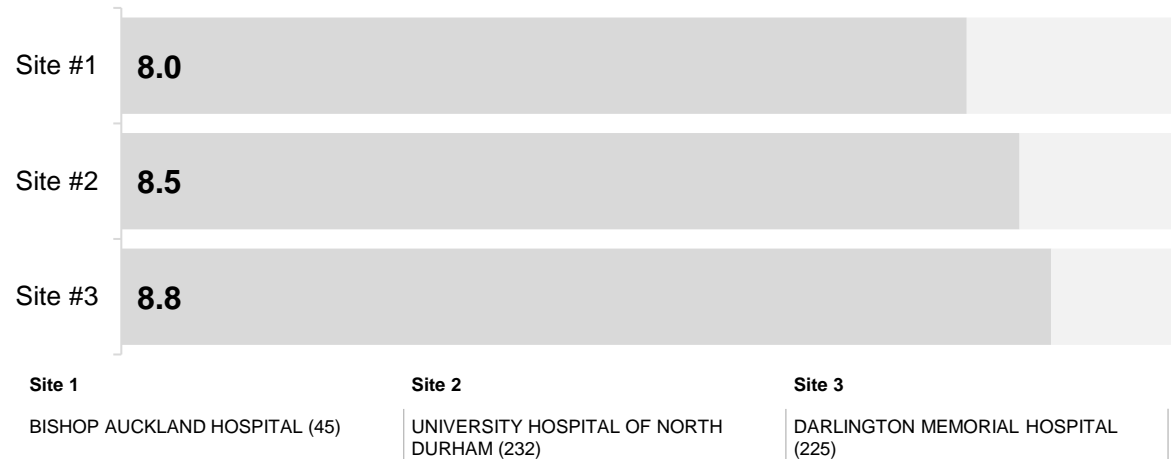 Site #1 8.0
Site #2 8.5
Site #3 8.8
Site 1 Site 2 Site 3
BISHOP AUCKLAND HOSPITAL (45)
UNIVERSITY HOSPITAL OF NORTH
DURHAM (232)
DARLINGTON MEMORIAL HOSPITAL
(225)